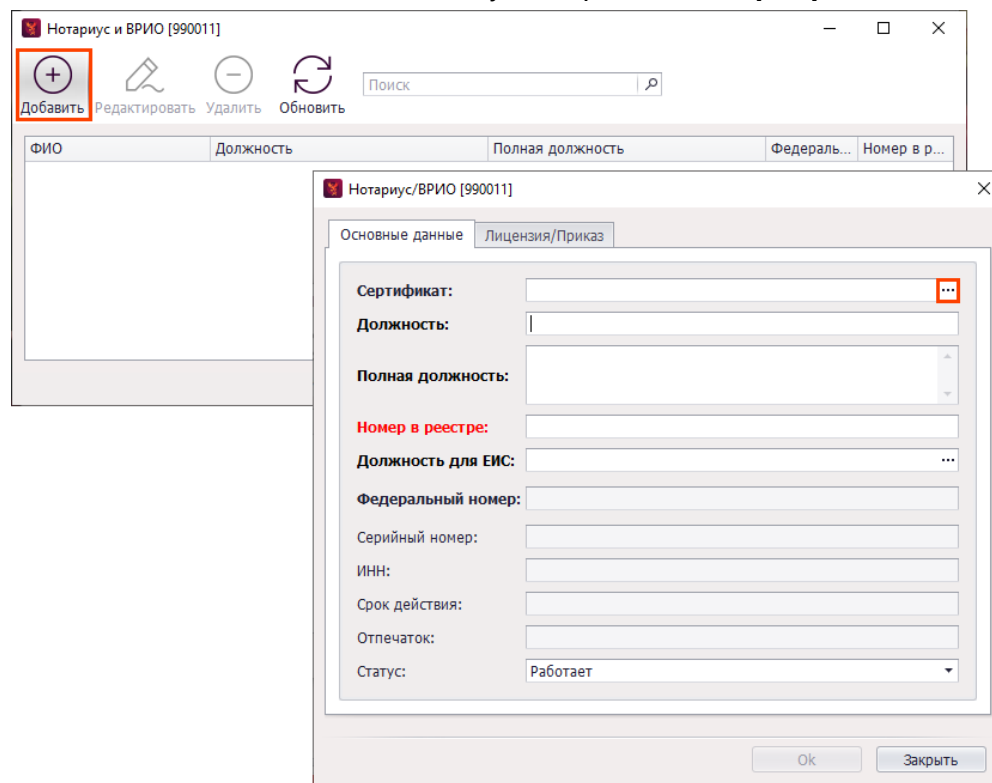 Нотариус и ВРИО [990011]
Добавить Редактировать Удалить Обновить Поиск
ФИО Должность Полная должность Федераль... Номер в р...
Нотариус/ВРИО [990011]
Основные данные Лицензия/Приказ
Сертификат: ...
Должность:
Полная должность:
Номер в реестре:
Должность для ЕИС: ...
Федеральный номер:
Серийный номер:
ИНН:
Срок действия:
Отпечаток:
Статус: Работает
Ok Закрыть